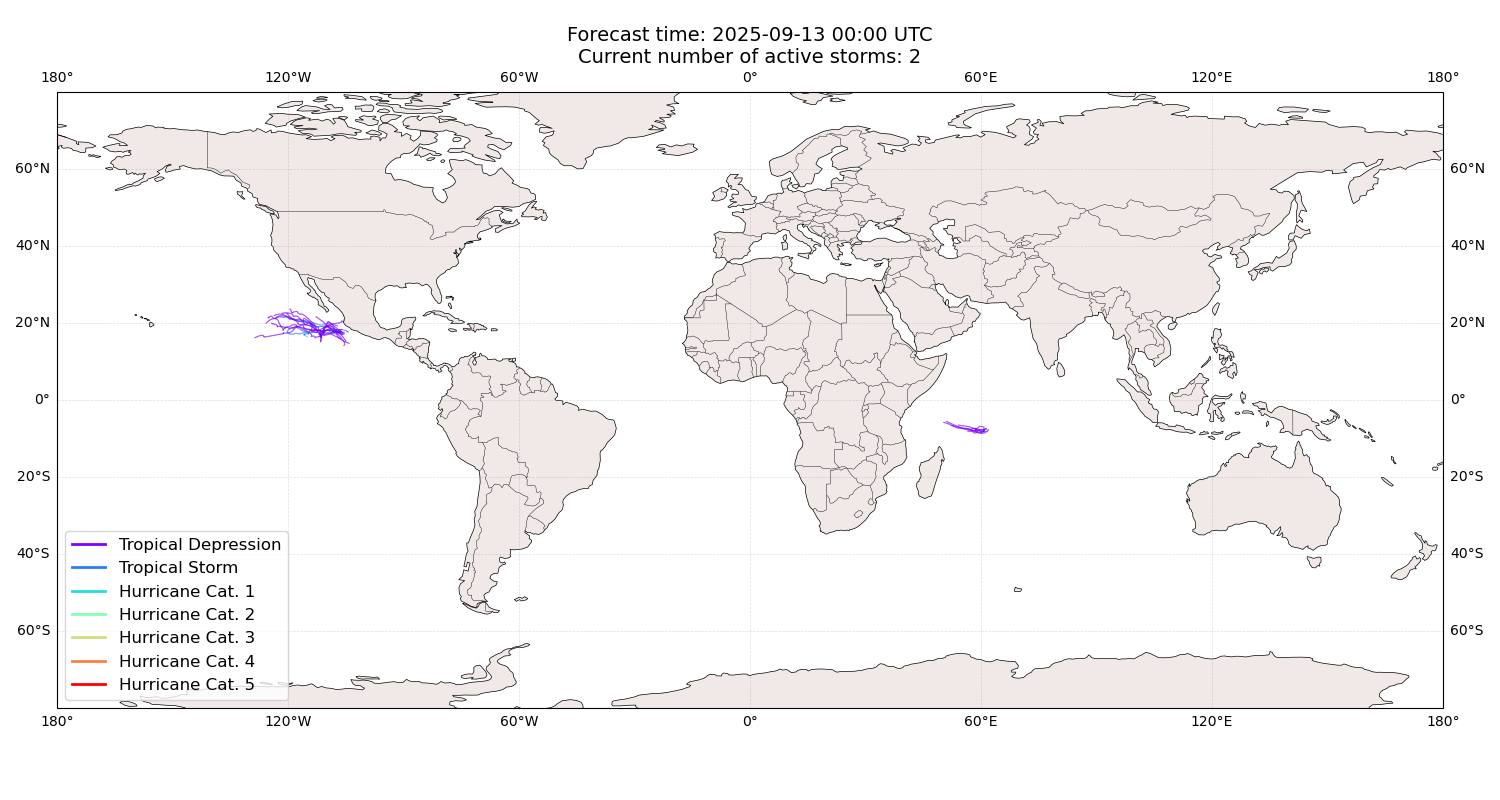 Forecast time: 2025-09-13 00:00 UTC
Current number of active storms: 2
180° 120°W 60°W 0° 60°E 120°E 180°
60°N 60°N
40°N 40°N
20°N 20°N
0° 0°
20°S 20°S
40°S 40°S
60°S 60°S
Tropical Depression
Tropical Storm
Hurricane Cat. 1
Hurricane Cat. 2
Hurricane Cat. 3
Hurricane Cat. 4
Hurricane Cat. 5
180° 120°W 60°W 0° 60°E 120°E 180°